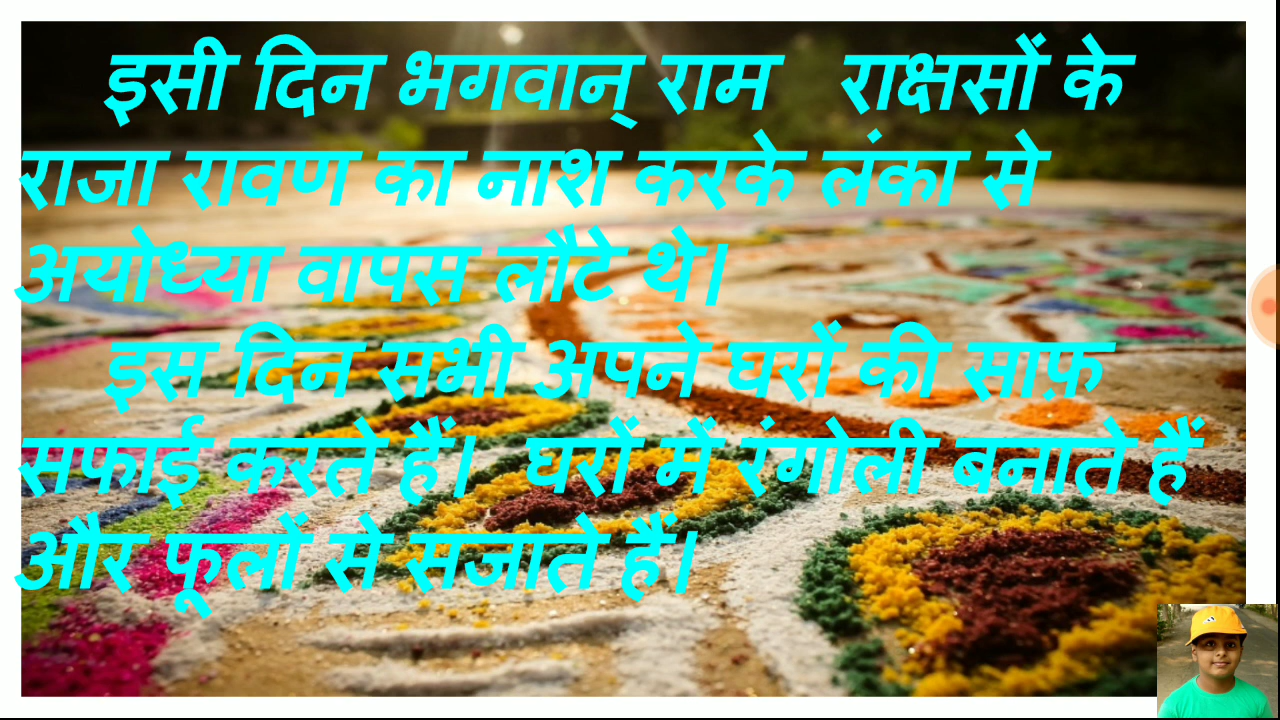 इसी दिन भगवान् राम राक्षसों के
राजा रावण का नाश करके लंका से
अयोध्या वापस लौटे थे।
इस दिन सभी अपने घरों की साफ़
सफाई करते हैं। घरों में रंगोली बनाते हैं
और फूलों से सजाते हैं।